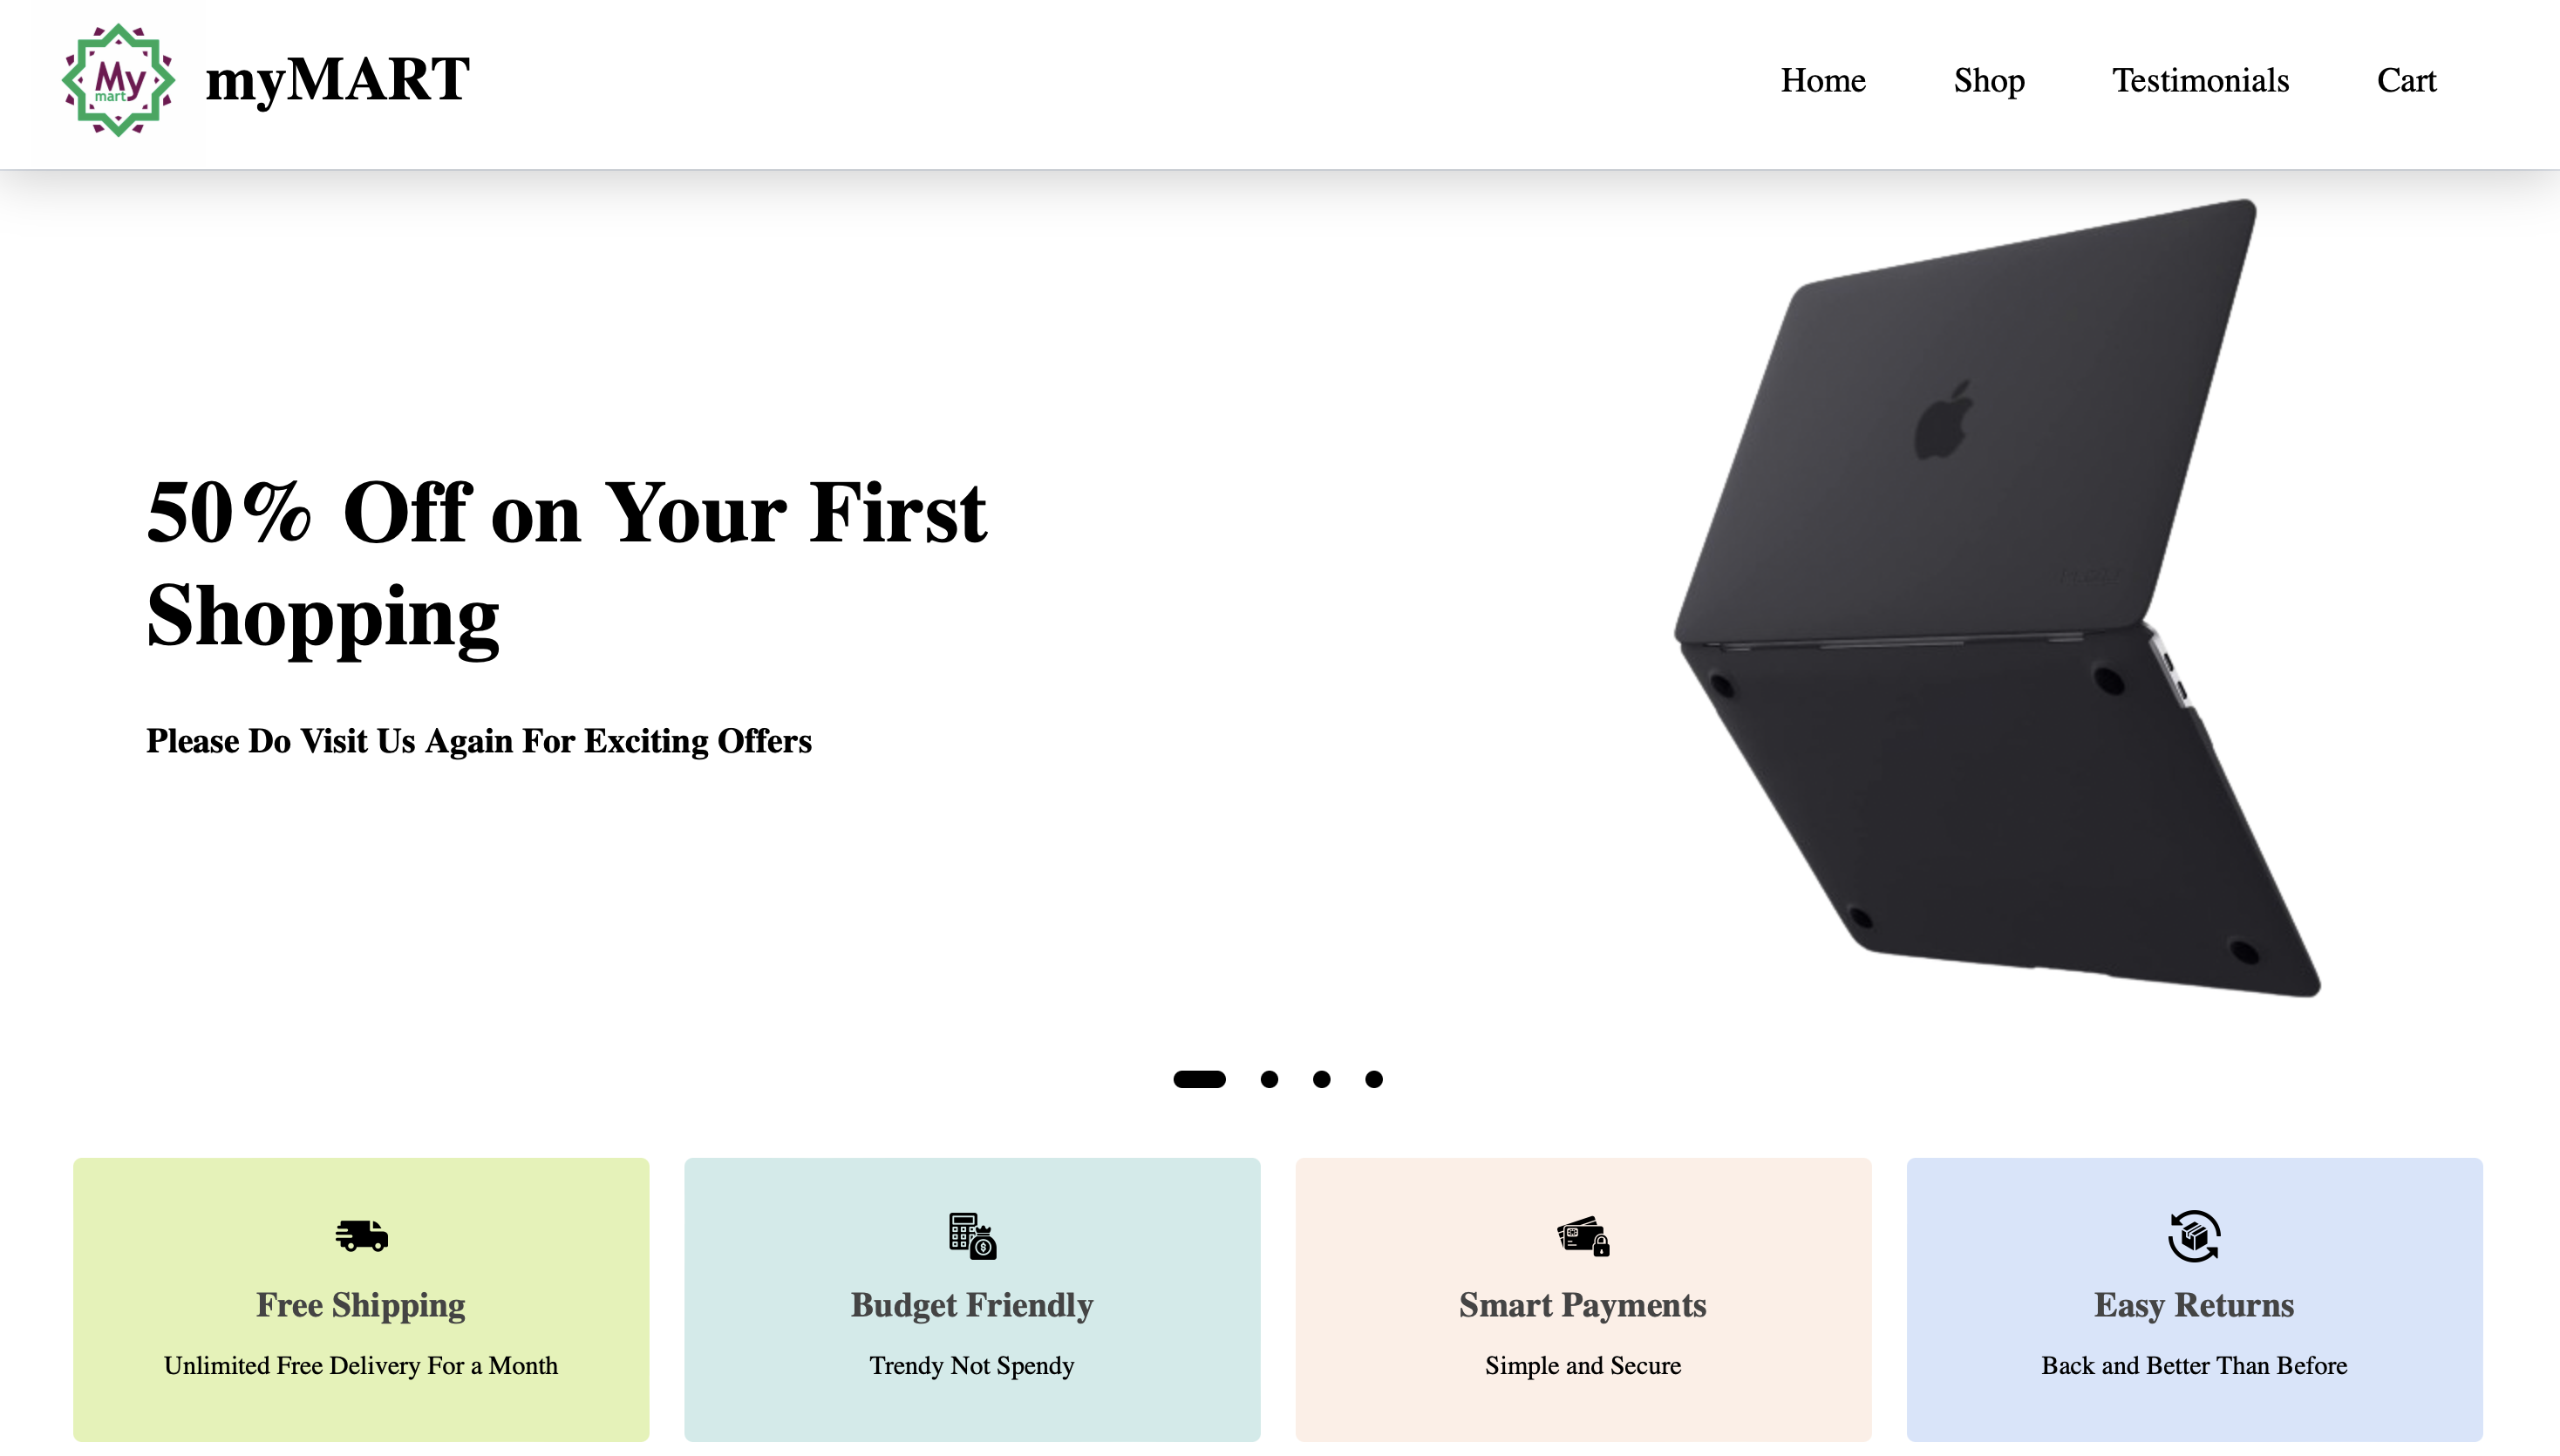 My
mart
myMART
Home Shop Testimonials Cart
50% Off on Your First
Shopping
Please Do Visit Us Again For Exciting Offers
Free Shipping
Unlimited Free Delivery For a Month
Budget Friendly
Trendy Not Spendy
Smart Payments
Simple and Secure
Easy Returns
Back and Better Than Before